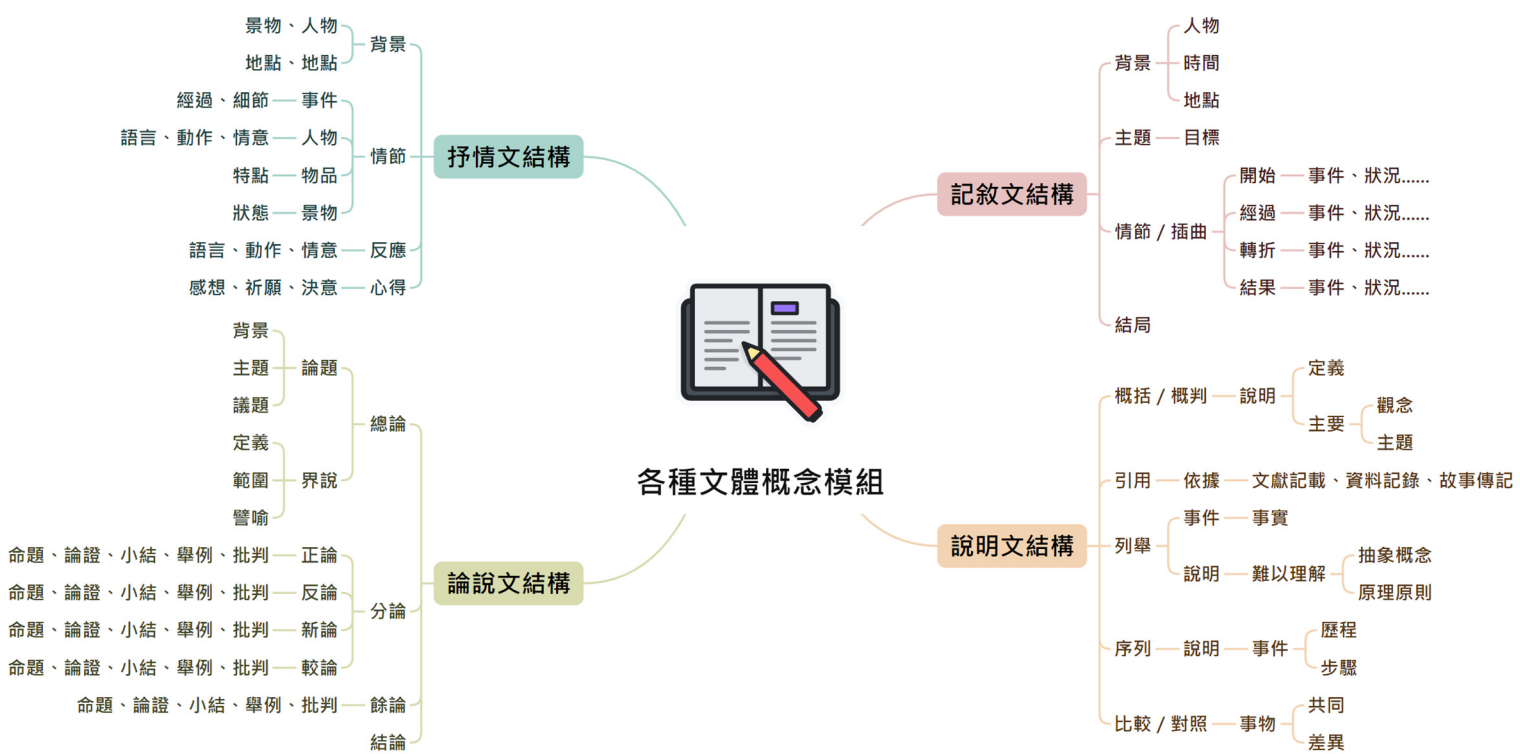 各種文體概念模組
抒情文結構
背景
景物、人物
地點、地點
情節
事件
經過、細節
人物
語言、動作、情意
物品
特點
景物
狀態
反應
語言、動作、情意
心得
感想、祈願、決意
論說文結構
總論
論題
背景
主題
議題
界說
定義
範圍
譬喻
分論
正論
命題、論證、小結、舉例、批判
反論
命題、論證、小結、舉例、批判
新論
命題、論證、小結、舉例、批判
較論
命題、論證、小結、舉例、批判
餘論
命題、論證、小結、舉例、批判
結論
記敘文結構
背景
人物
時間
地點
主題
目標
情節 / 插曲
開始
事件、狀況......
經過
事件、狀況......
轉折
事件、狀況......
結果
事件、狀況......
結局
說明文結構
概括 / 概判
說明
定義
主要
觀念
主題
引用
依據
文獻記載、資料記錄、故事傳記
列舉
事件
事實
說明
難以理解
抽象概念
原理原則
序列
說明
事件
歷程
步驟
比較 / 對照
事物
共同
差異